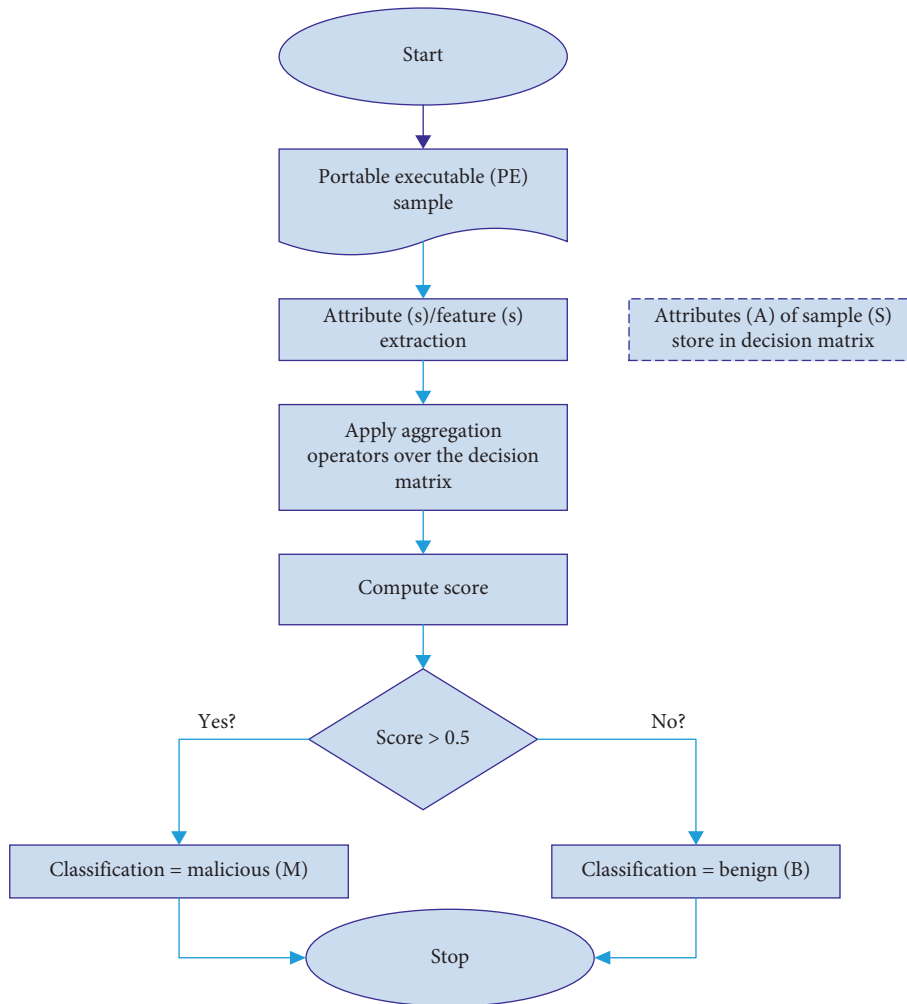 Start
Portable executable (PE)
sample
Attribute (s)/feature (s)
extraction
Attributes (A) of sample (S)
store in decision matrix
Apply aggregation
operators over the decision
matrix
Compute score
Score > 0.5
Yes?
No?
Classification = malicious (M)
Classification = benign (B)
Stop